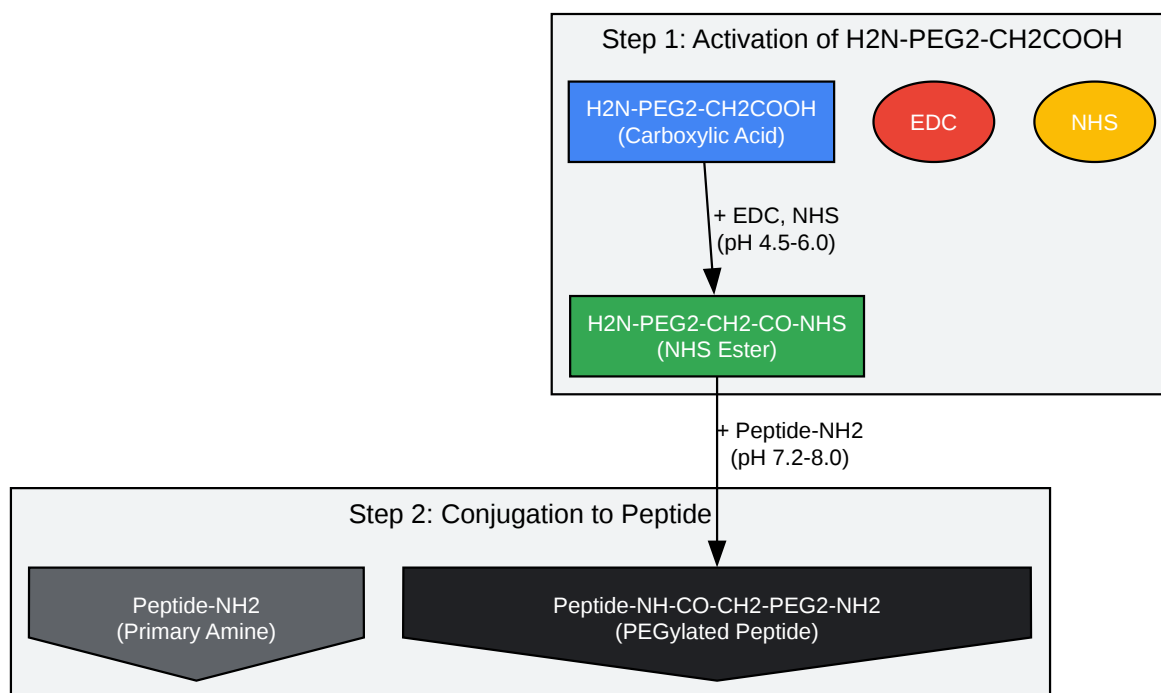 Step 1: Activation of H2N-PEG2-CH2COOH
H2N-PEG2-CH2COOH
(Carboxylic Acid)
EDC
NHS
+ EDC, NHS
(pH 4.5-6.0)
H2N-PEG2-CH2-CO-NHS
(NHS Ester)
+ Peptide-NH2
(pH 7.2-8.0)
Step 2: Conjugation to Peptide
Peptide-NH2
(Primary Amine)
Peptide-NH-CO-CH2-PEG2-NH2
(PEGylated Peptide)